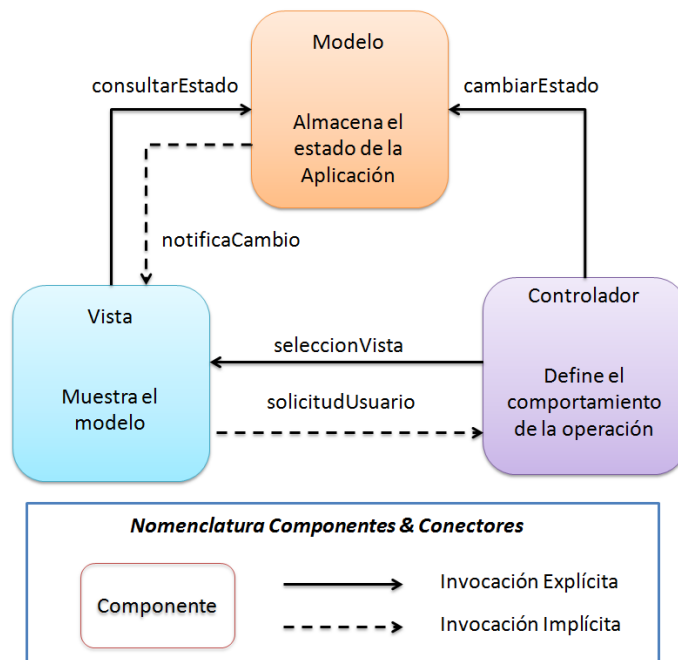 Modelo
consultarEstado
cambiarEstado
Almacena el
estado de la
Aplicación
notificaCambio
Vista
Controlador
seleccionVista
Muestra el
modelo
solicitudUsuario
Define el
comportamiento
de la operación
Nomenclatura Componentes & Conectores
Componente
Invocación Explícita
Invocación Implícita